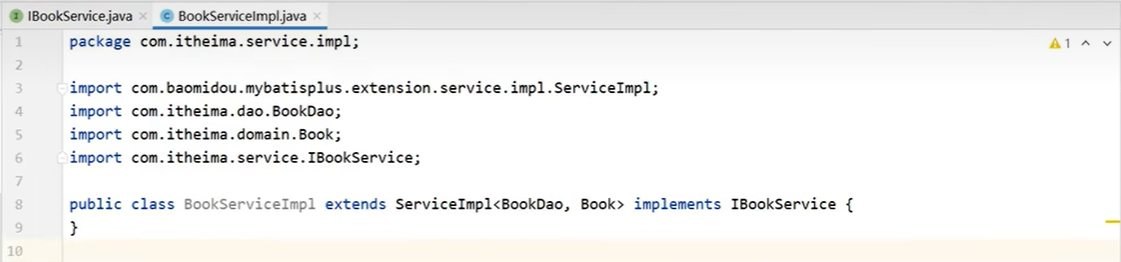 IBookService.java
BookServiceImpl.java
1 package com.itheima.service.impl;
1
2
3 import com.baomidou.mybatisplus.extension.service.impl.ServiceImpl;
4 import com.itheima.dao.BookDao;
5 import com.itheima.domain.Book;
6 import com.itheima.service.IBookService;
7
8 public class BookServiceImpl extends ServiceImpl<BookDao, Book> implements IBookService {
9 }
10